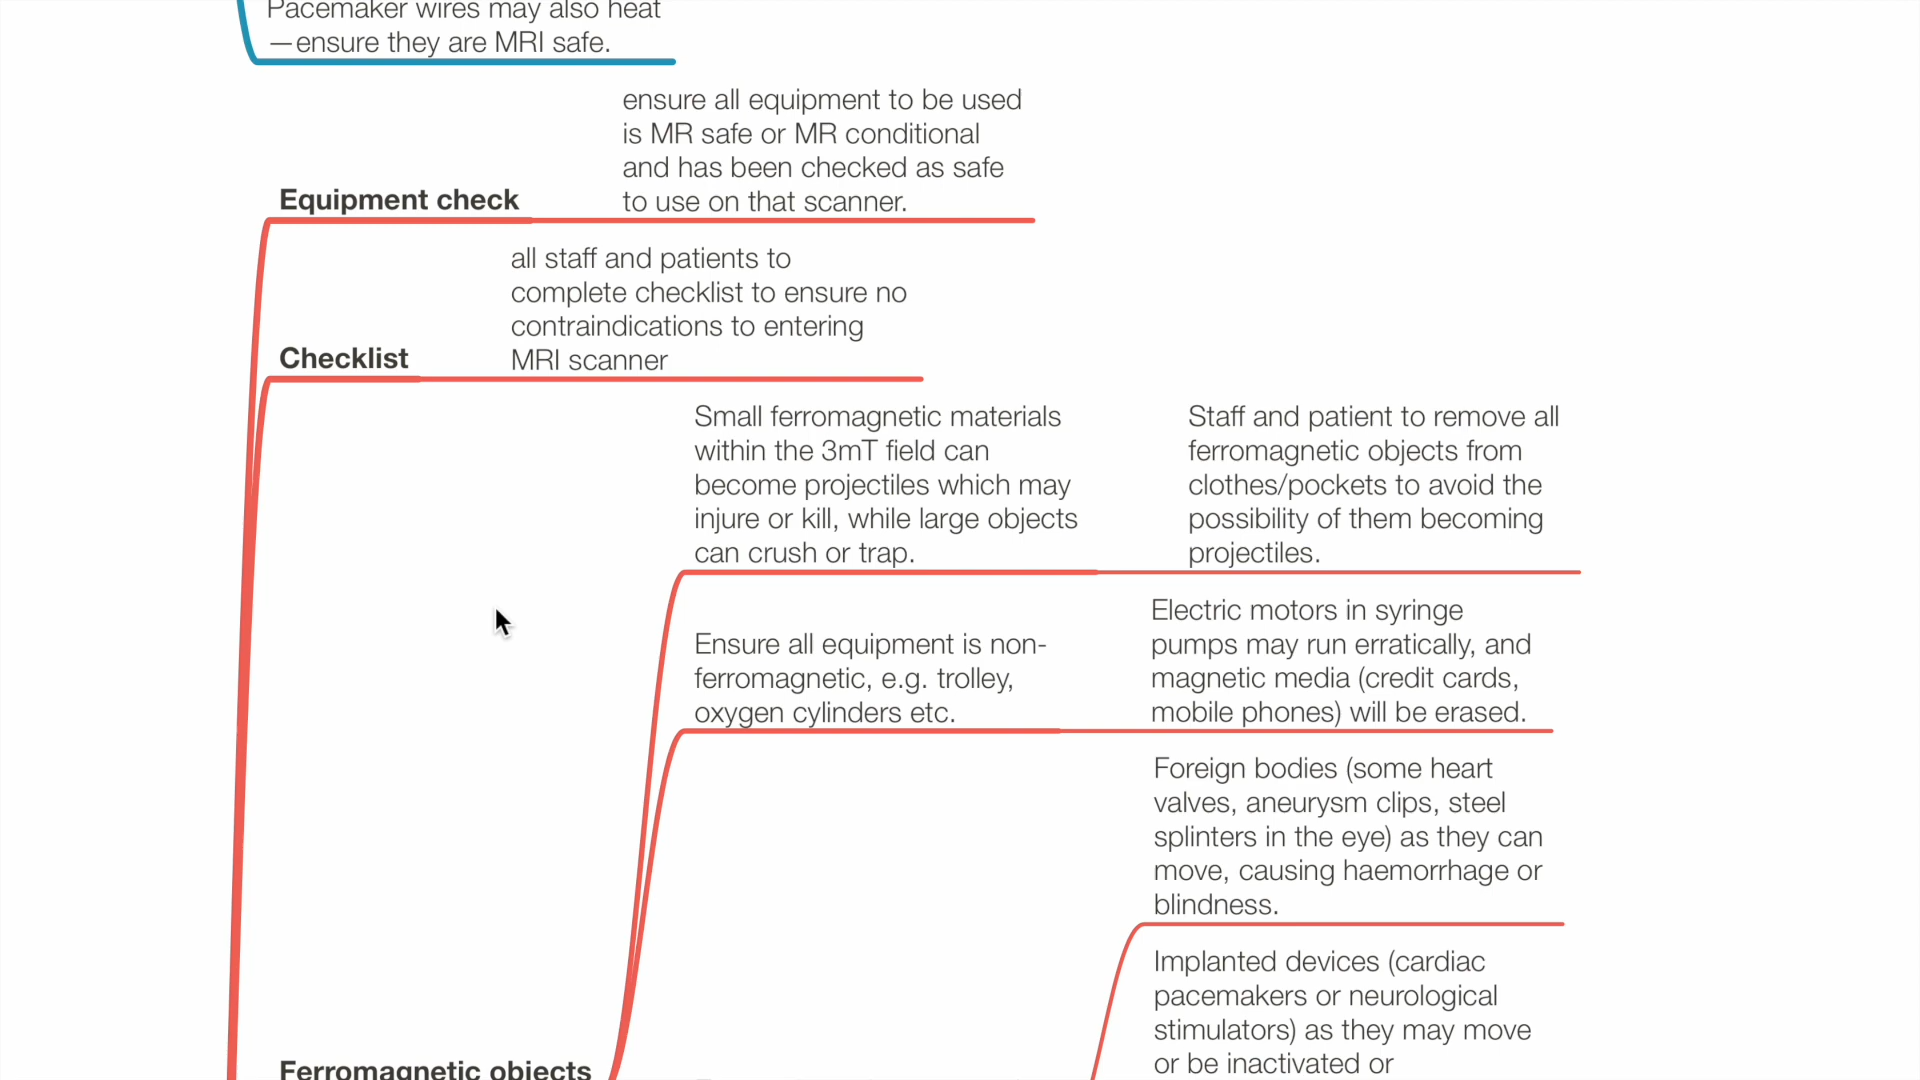 Pacemaker wires may also heat
—ensure they are MRI safe.
ensure all equipment to be used
is MR safe or MR conditional
and has been checked as safe
to use on that scanner.
Equipment check
all staff and patients to
complete checklist to ensure no
contraindications to entering
MRI scanner
Checklist
Small ferromagnetic materials
within the 3mT field can
become projectiles which may
injure or kill, while large objects
can crush or trap.
Staff and patient to remove all
ferromagnetic objects from
clothes/pockets to avoid the
possibility of them becoming
projectiles.
Ensure all equipment is non-
ferromagnetic, e.g. trolley,
oxygen cylinders etc.
Electric motors in syringe
pumps may run erratically, and
magnetic media (credit cards,
mobile phones) will be erased.
Foreign bodies (some heart
valves, aneurysm clips, steel
splinters in the eye) as they can
move, causing haemorrhage or
blindness.
Implanted devices (cardiac
pacemakers or neurological
stimulators) as they may move
or be inactivated or
Ferromagnetic objects